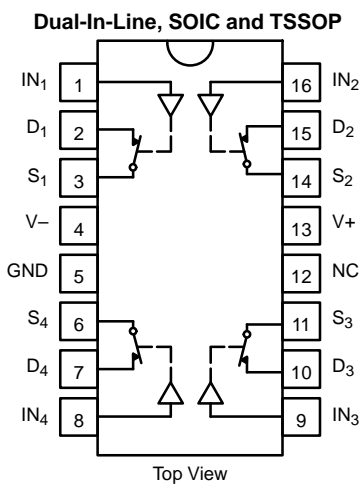 Dual-In-Line, SOIC and TSSOP
IN1 1 16 IN2
D1 2 15 D2
S1 3 14 S2
V– 4 13 V+
GND 5 12 NC
S4 6 11 S3
D4 7 10 D3
IN4 8 9 IN3
Top View